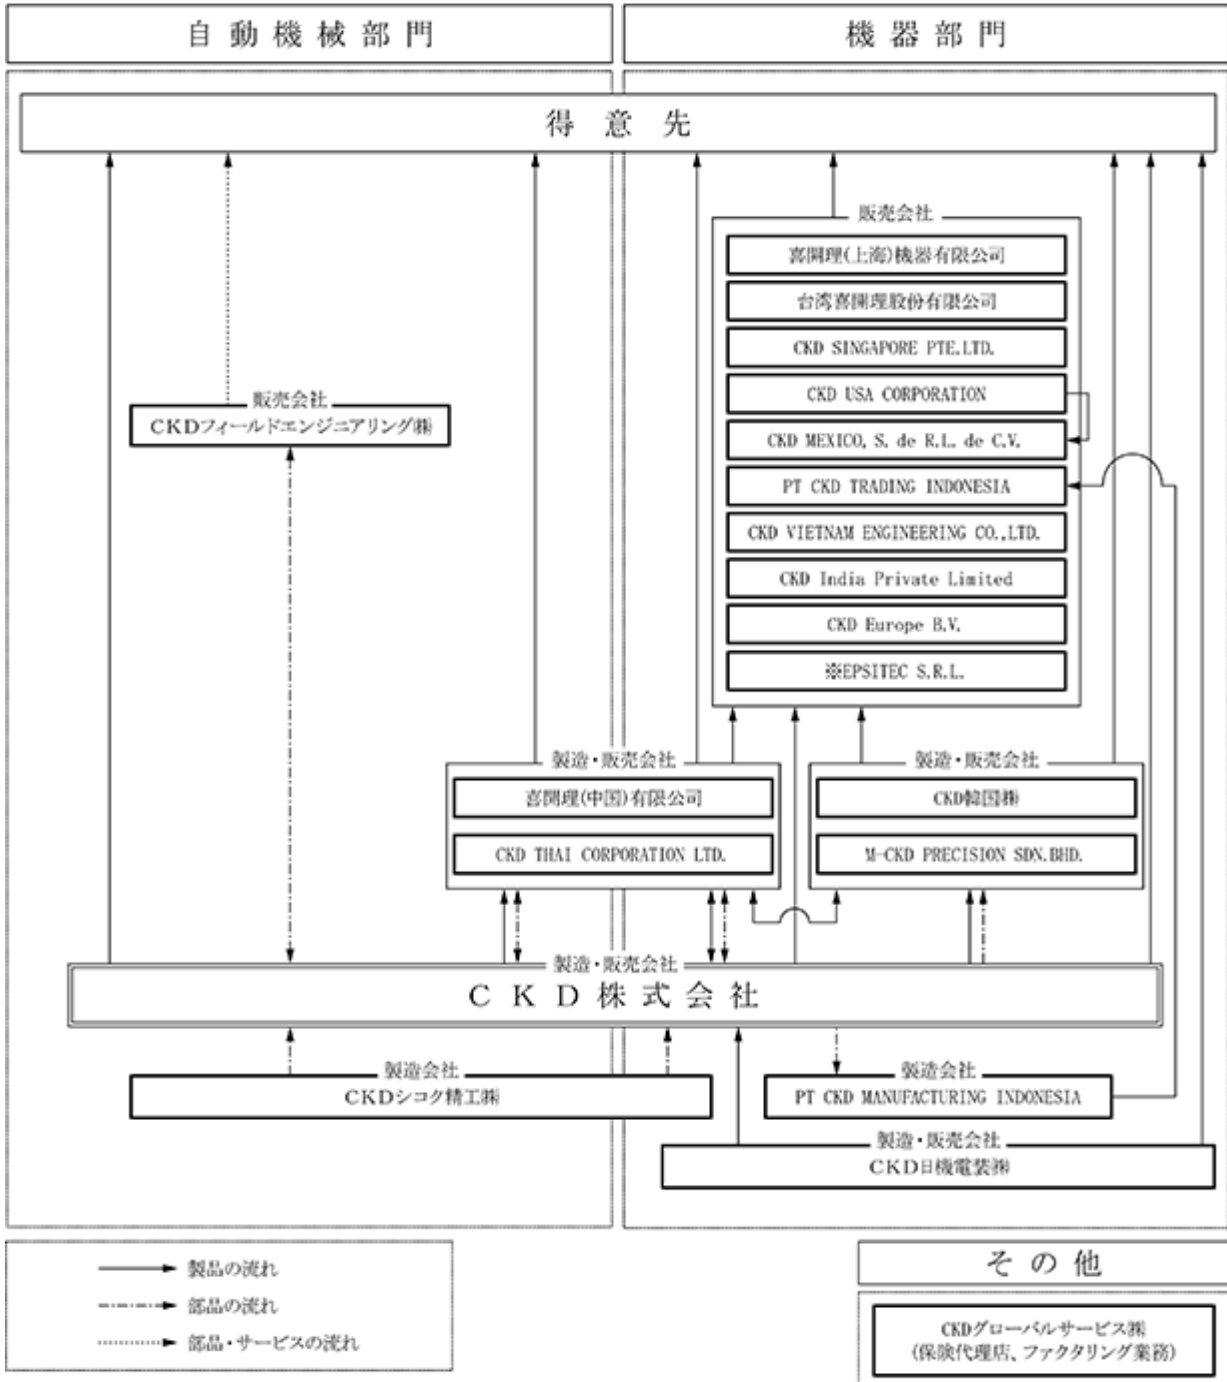 自動機械部門
機器部門
得意先
販売会社
喜開理(上海)機器有限公司
台湾喜開理股份有限公司
CKD SINGAPORE PTE.LTD.
CKD USA CORPORATION
CKD MEXICO, S. de R.L. de C.V.
PT CKD TRADING INDONESIA
CKD VIETNAM ENGINEERING CO.,LTD.
CKD India Private Limited
CKD Europe B.V.
※EPSITEC S.R.L.
販売会社
CKDフィールドエンジニアリング㈱
製造・販売会社
喜開理(中国)有限公司
CKD THAI CORPORATION LTD.
製造・販売会社
CKD韓国㈱
M-CKD PRECISION SDN.BHD.
製造・販売会社
CKD株式会社
製造会社
CKDシコク精工㈱
製造会社
PT CKD MANUFACTURING INDONESIA
製造・販売会社
CKD日機電装㈱
製品の流れ
部品の流れ
部品・サービスの流れ
その他
CKDグローバルサービス㈱
(保険代理店、ファクタリング業務)